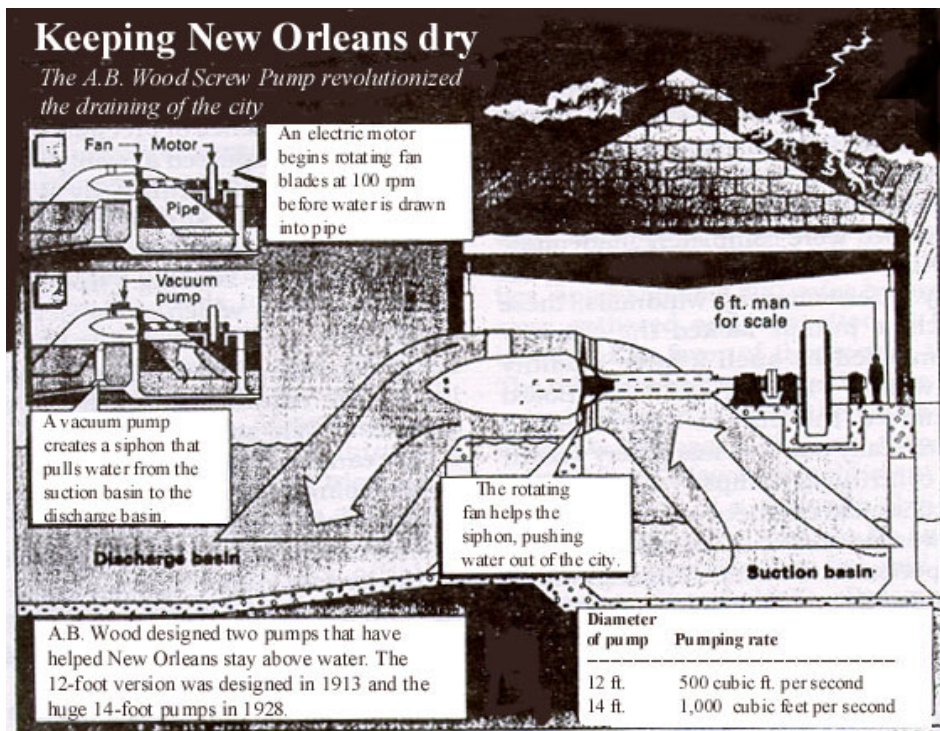 Keeping New Orleans dry
The A.B. Wood Screw Pump revolutionized
the draining of the city
Fan
Motor
Pipe
An electric motor
begins rotating fan
blades at 100 rpm
before water is drawn
into pipe
Vacuum
pump
A vacuum pump
creates a siphon that
pulls water from the
suction basin to the
discharge basin.
6 ft. man
for scale
The rotating
fan helps the
siphon, pushing
water out of the city.
Discharge basin
Suction basin
A.B. Wood designed two pumps that have
helped New Orleans stay above water. The
12-foot version was designed in 1913 and the
huge 14-foot pumps in 1928.
Diameter
of pump Pumping rate
12 ft. 500 cubic ft. per second
14 ft. 1,000 cubic feet per second